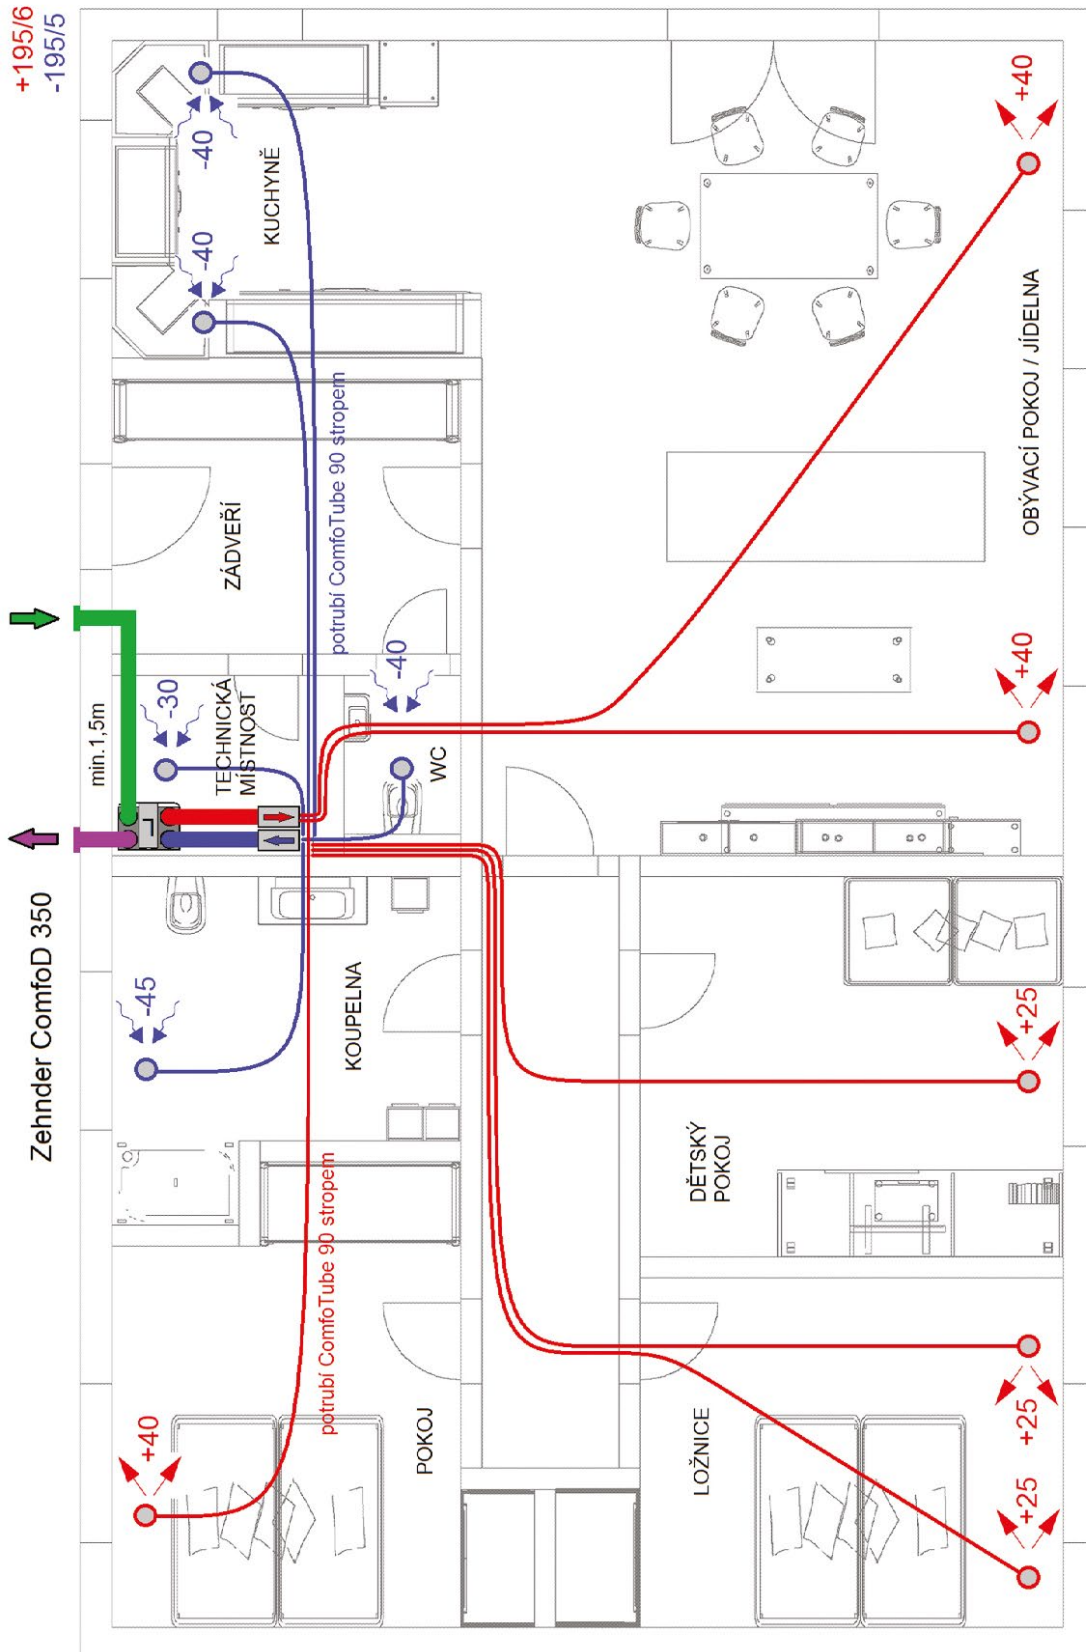 +195/6
-195/5
Zehnder ComfoD 350
min.1,5m
-40
-40
KUCHYNĚ
ZÁDVEŘÍ
potrubí ComfoTube 90 stropem
-30
TECHNICKÁ
MÍSTNOST
-40
WC
-45
KOUPELNA
potrubí ComfoTube 90 stropem
+40
POKOJ
+40
OBÝVACÍ POKOJ / JÍDELNA
+40
+25
DĚTSKÝ
POKOJ
+25
+25
LOŽNICE